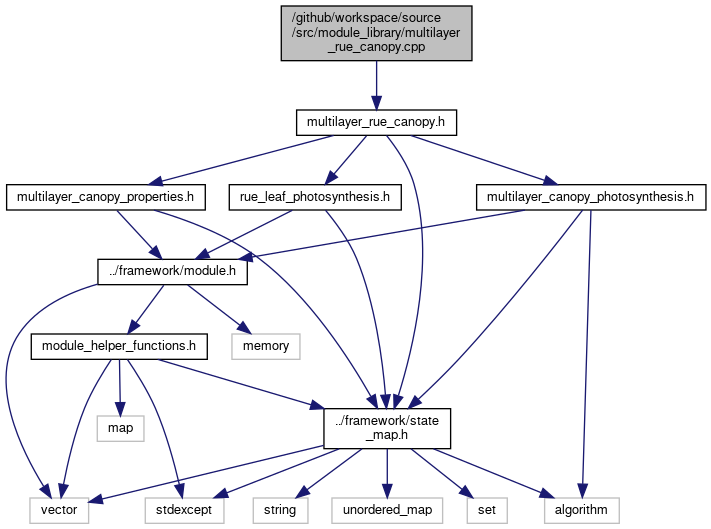 /github/workspace/source
/src/module_library/multilayer
_rue_canopy.cpp
multilayer_rue_canopy.h
multilayer_canopy_properties.h
rue_leaf_photosynthesis.h
multilayer_canopy_photosynthesis.h
../framework/module.h
module_helper_functions.h
memory
map
../framework/state
_map.h
vector
stdexcept
string
unordered_map
set
algorithm